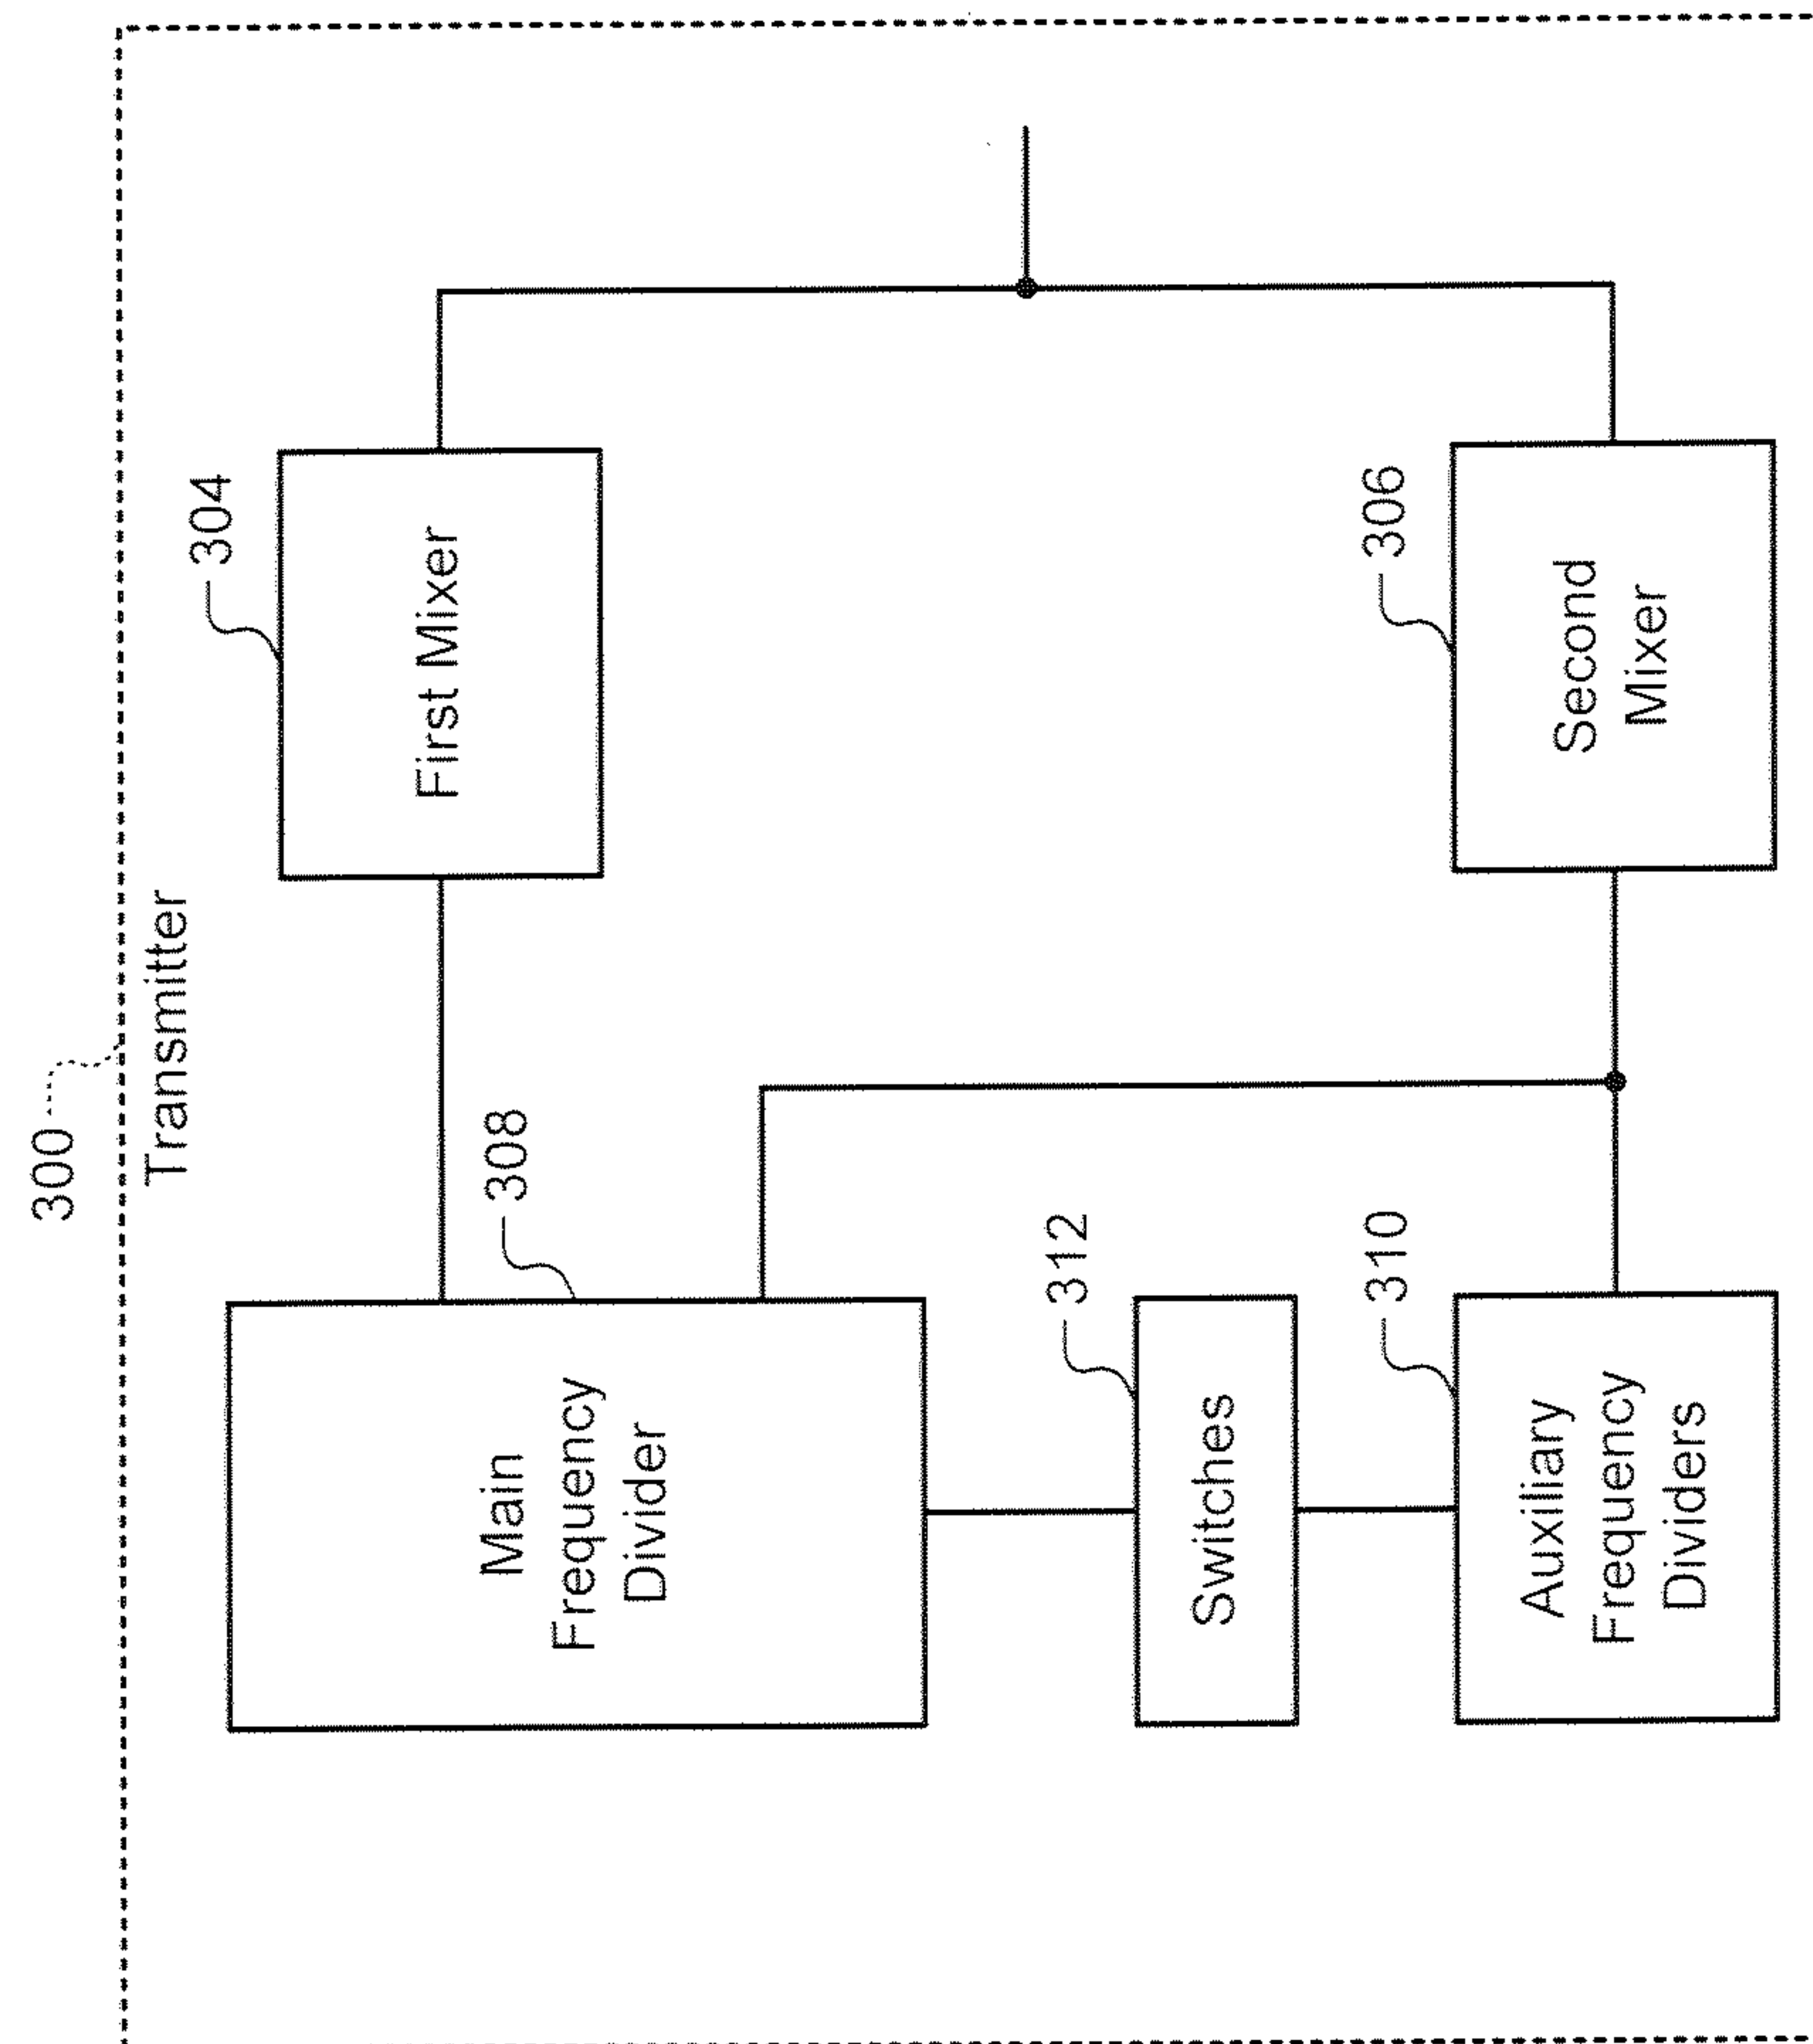 300
Transmitter
308
Main
Frequency
Divider
304
First Mixer
312
Switches
310
Auxiliary
Frequency
Dividers
306
Second
Mixer